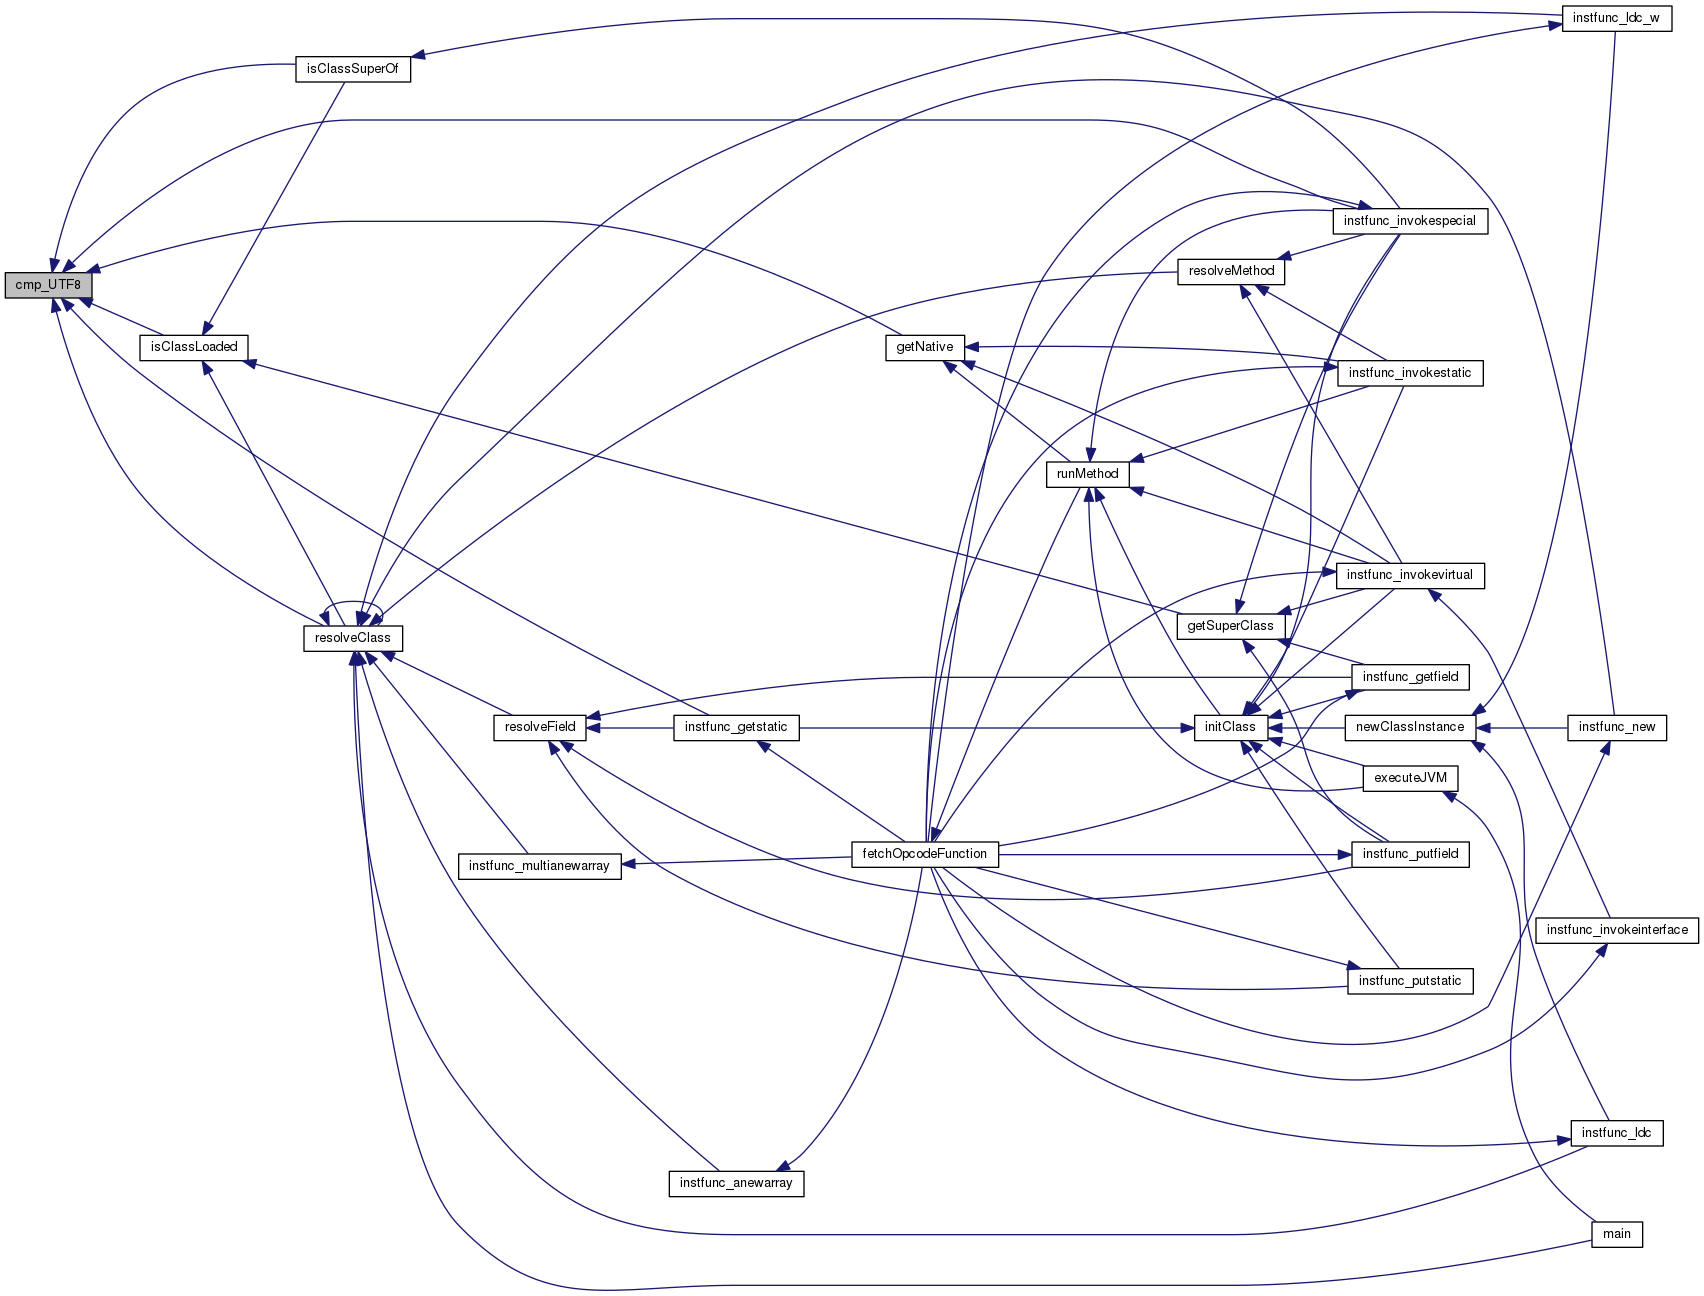 instfunc_ldc_w
isClassSuperOf
instfunc_invokespecial
resolveMethod
cmp_UTF8
isClassLoaded
getNative
instfunc_invokestatic
runMethod
instfunc_invokevirtual
getSuperClass
resolveClass
instfunc_getfield
resolveField
instfunc_getstatic
initClass
newClassInstance
instfunc_new
executeJVM
fetchOpcodeFunction
instfunc_putfield
instfunc_multianewarray
instfunc_invokeinterface
instfunc_putstatic
instfunc_ldc
instfunc_anewarray
main